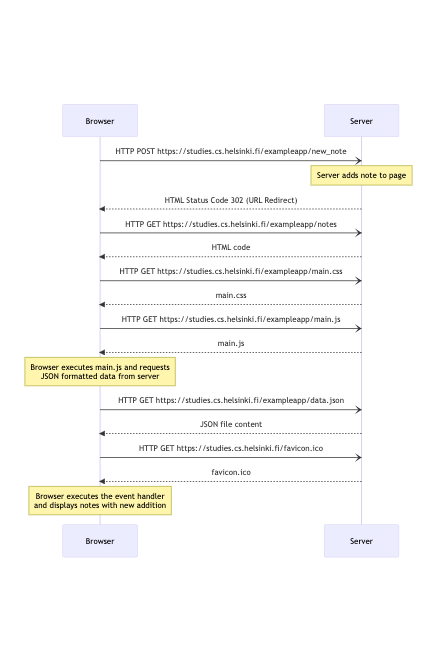 Browser
Server
HTTP POST https://studies.cs.helsinki.fi/exampleapp/new_note
Server adds note to page
HTML Status Code 302 (URL Redirect)
HTTP GET https://studies.cs.helsinki.fi/exampleapp/notes
HTML code
HTTP GET https://studies.cs.helsinki.fi/exampleapp/main.css
main.css
HTTP GET https://studies.cs.helsinki.fi/exampleapp/main.js
main.js
Browser executes main.js and requests
JSON formatted data from server
HTTP GET https://studies.cs.helsinki.fi/exampleapp/data.json
JSON file content
HTTP GET https://studies.cs.helsinki.fi/favicon.ico
favicon.ico
Browser executes the event handler
and displays notes with new addition
Browser
Server